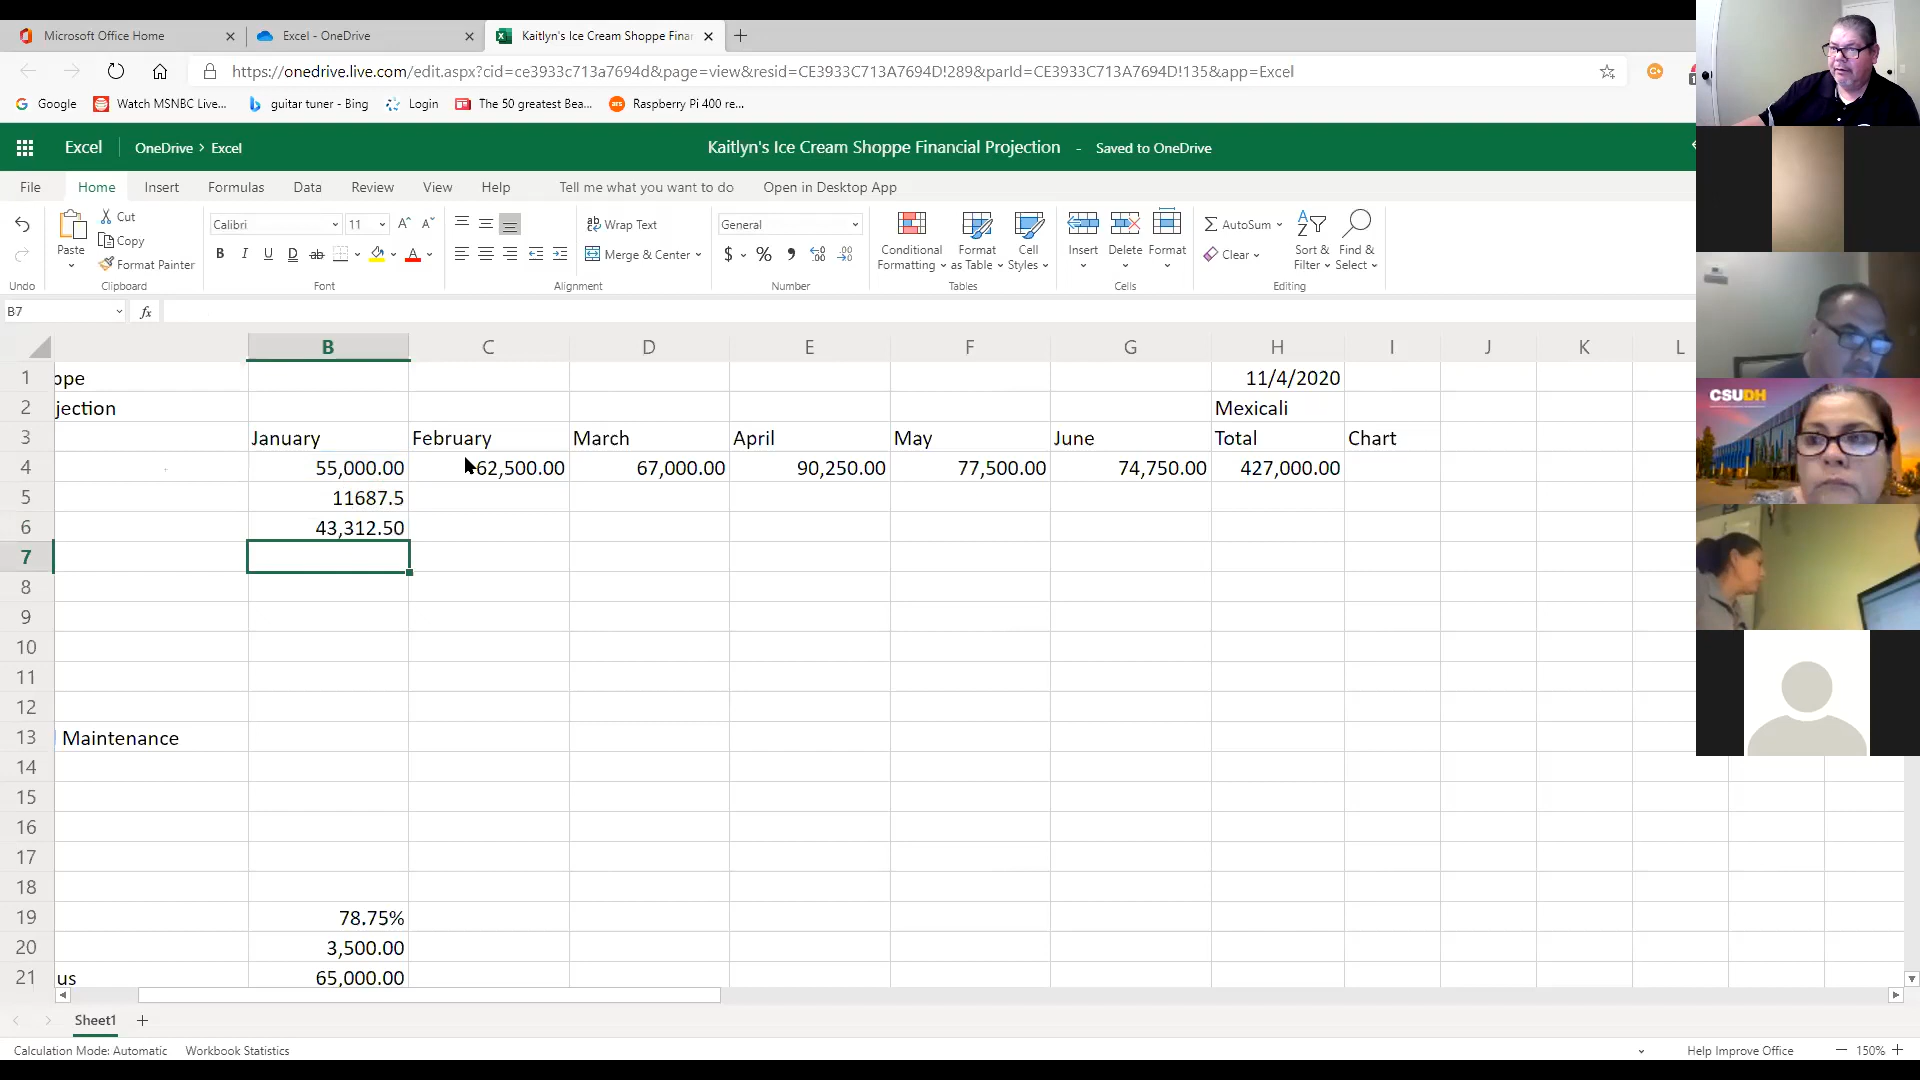 Microsoft Office Home
Excel - OneDrive
Kaitlyn's Ice Cream Shoppe Finar
https://onedrive.live.com/edit.aspx?cid=ce3933c713a7694d&page=view&resid=CE3933C713A7694D!289&parId=CE3933C713A7694D!135&app=Excel
Google Watch MSNBC Live... guitar tuner - Bing Login The 50 greatest Bea... Raspberry Pi 400 re...
Excel OneDrive > Excel Kaitlyn's Ice Cream Shoppe Financial Projection - Saved to OneDrive
File Home Insert Formulas Data Review View Help Tell me what you want to do Open in Desktop App
Paste Cut Copy Format Painter
Calibri 11
Wrap Text
Merge & Center
General
Conditional Formatting
Format as Table
Cell Styles
Insert Delete Format
AutoSum
Clear
Sort & Filter
Find & Select
Undo Clipboard Font Alignment Number Tables Cells Editing
B7 fx
B C D E F G H I J K L
1 ppe 11/4/2020
2 jection Mexicali
3 January February March April May June Total Chart
4 55,000.00 62,500.00 67,000.00 90,250.00 77,500.00 74,750.00 427,000.00
5 11687.5
6 43,312.50
7
8
9
10
11
12
13 Maintenance
14
15
16
17
18
19 78.75%
20 3,500.00
21 us 65,000.00
Sheet1
Calculation Mode: Automatic Workbook Statistics Help Improve Office 150%
CSUDH